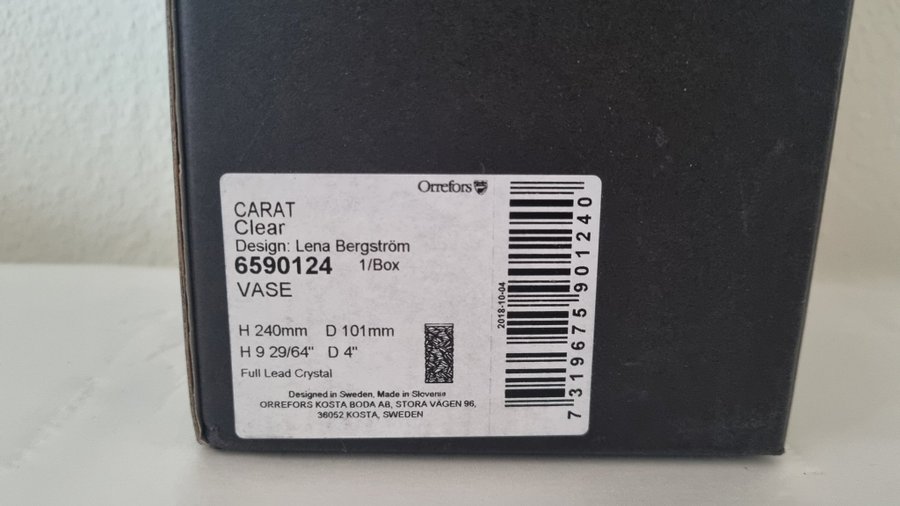 Orrefors
CARAT
Clear
Design: Lena Bergström
6590124 1/Box
VASE
H 240mm D 101mm
H 9 29/64" D 4"
Full Lead Crystal
Designed in Sweden, Made in Slovenia
ORREFORS KOSTA BODA AB, STORA VÄGEN 96,
36052 KOSTA, SWEDEN
2018-10-04
7 319675 901240